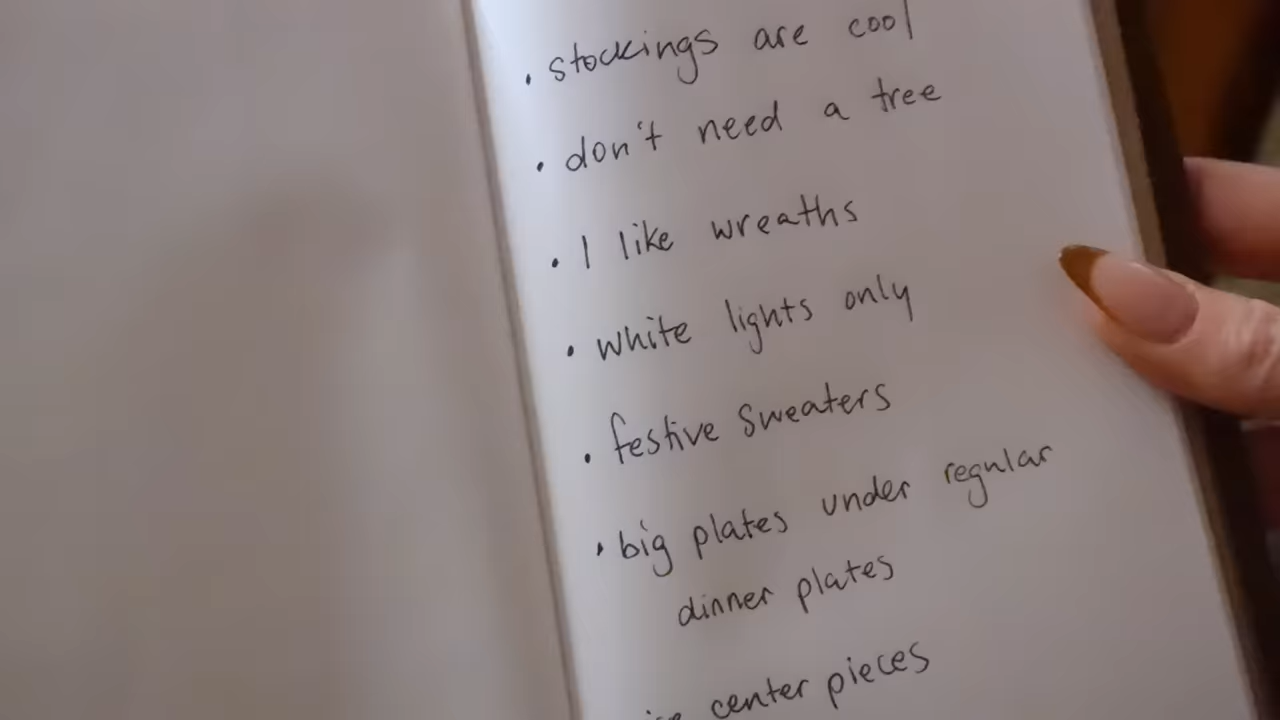 • stockings are cool
• don't need a tree
• I like wreaths
• white lights only
• festive sweaters
• big plates under regular
dinner plates
center pieces